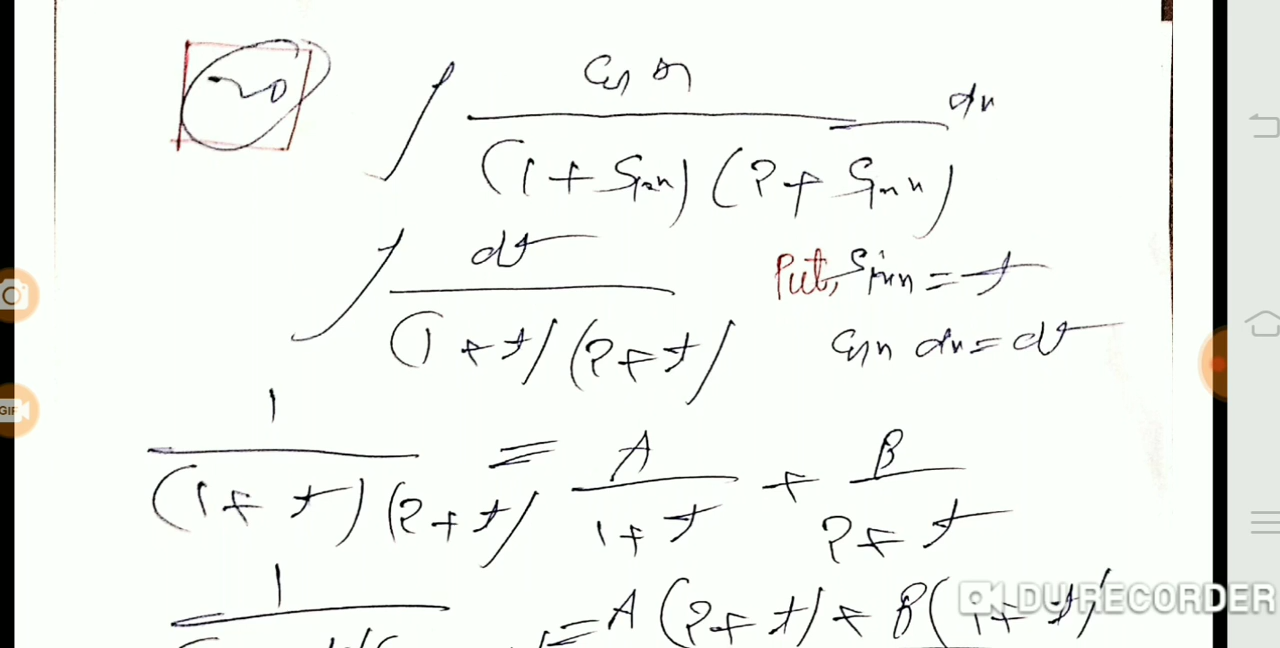 20
∫ cos x / (1 + Sin x) (2 + Sin x) dx
∫ dt / (1 + t) (2 + t) Put, Sin x = t
cos x dx = dt
1 / (1 + t) (2 + t) = A / 1 + t + B / 2 + t
1 = A (2 + t) + B (1 + t)
DU RECORDER
GIF